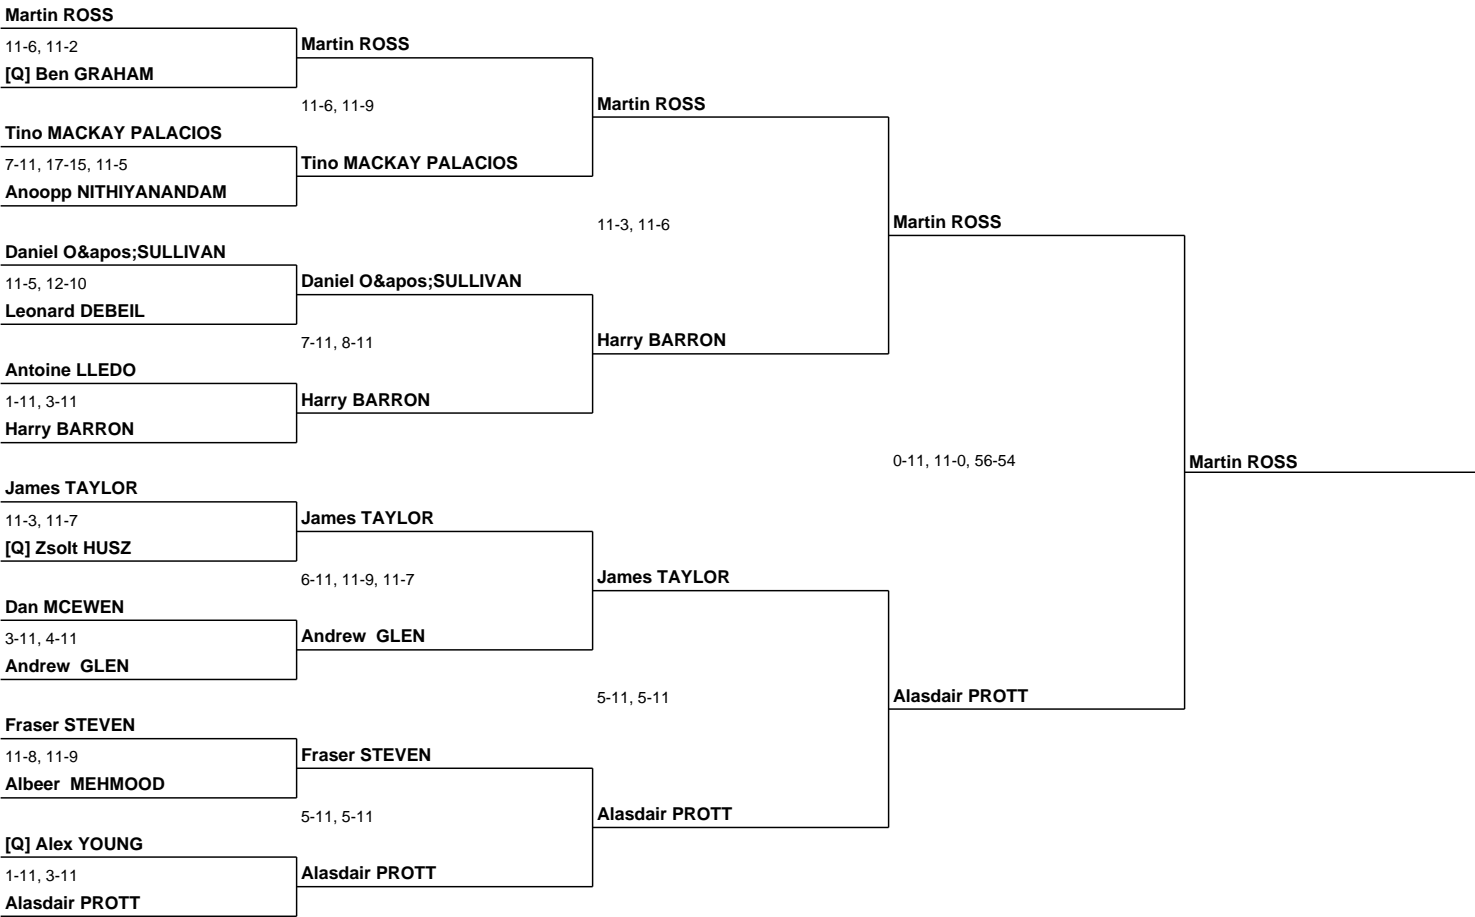 Martin ROSS
11-6, 11-2
[Q] Ben GRAHAM
Tino MACKAY PALACIOS
7-11, 17-15, 11-5
Anoopp NITHIYANANDAM
Daniel O&apos;SULLIVAN
11-5, 12-10
Leonard DEBEIL
Antoine LLEDO
1-11, 3-11
Harry BARRON
James TAYLOR
11-3, 11-7
[Q] Zsolt HUSZ
Dan MCEWEN
3-11, 4-11
Andrew  GLEN
Fraser STEVEN
11-8, 11-9
Albeer  MEHMOOD
[Q] Alex YOUNG
1-11, 3-11
Alasdair PROTT
Martin ROSS
11-6, 11-9
Tino MACKAY PALACIOS
Daniel O&apos;SULLIVAN
7-11, 8-11
Harry BARRON
James TAYLOR
6-11, 11-9, 11-7
Andrew  GLEN
Fraser STEVEN
5-11, 5-11
Alasdair PROTT
Martin ROSS
11-3, 11-6
Harry BARRON
James TAYLOR
5-11, 5-11
Alasdair PROTT
Martin ROSS
0-11, 11-0, 56-54
Alasdair PROTT
Martin ROSS